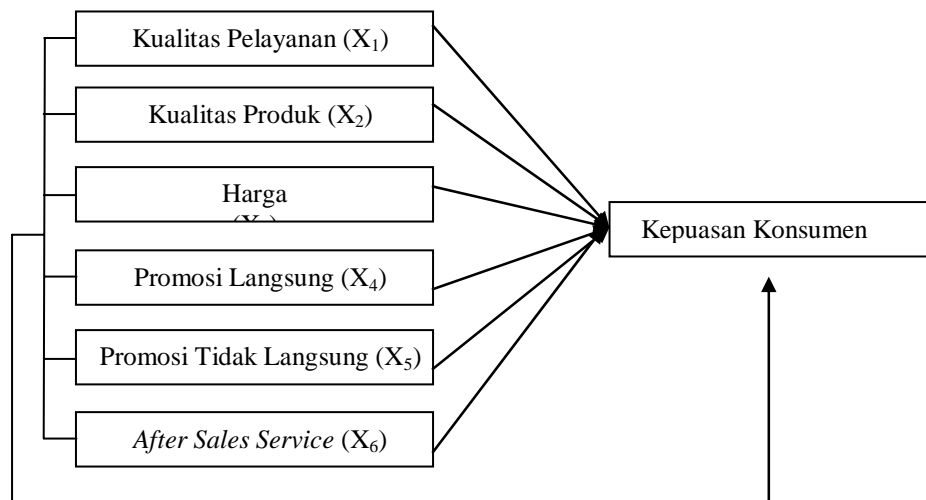 Kualitas Pelayanan (X₁)
Kualitas Produk (X₂)
Harga
Promosi Langsung (X₄)
Kepuasan Konsumen
Promosi Tidak Langsung (X₅)
After Sales Service (X₆)